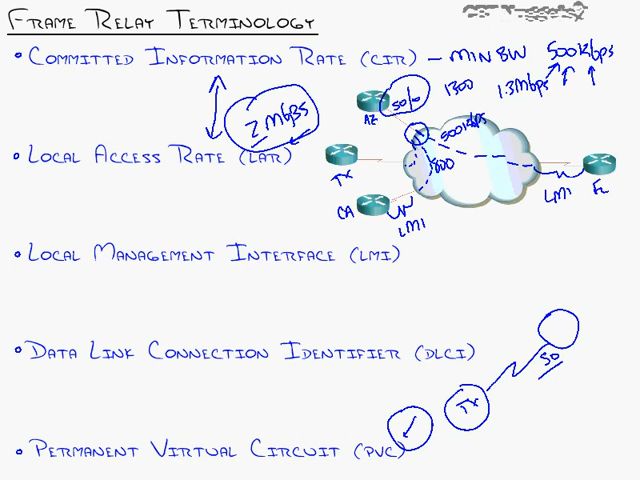 FRAME RELAY TERMINOLOGY
• COMMITTED INFORMATION RATE (CIR) – MIN BW 500Kbps
1300 1.3Mbps
50/0
AZ
2 Mbps
500Kbps
• LOCAL ACCESS RATE (LAR)
800
TX
CA
LMI
LMI
FL
• LOCAL MANAGEMENT INTERFACE (LMI)
• DATA LINK CONNECTION IDENTIFIER (DLCI)
50
TX
• PERMANENT VIRTUAL CIRCUIT (PVC)